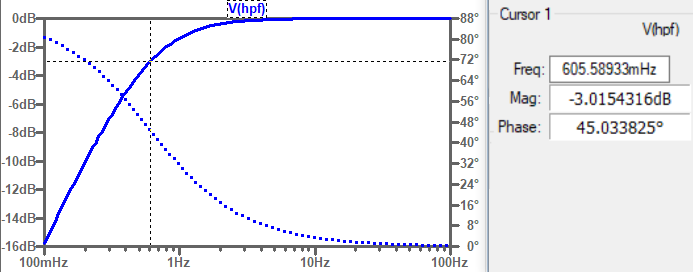 V(hpf)
0dB
-2dB
-4dB
-6dB
-8dB
-10dB
-12dB
-14dB
-16dB
88°
80°
72°
64°
56°
48°
40°
32°
24°
16°
8°
0°
100mHz 1Hz 10Hz 100Hz
Cursor 1
V(hpf)
Freq: 605.58933mHz
Mag: -3.0154316dB
Phase: 45.033825°